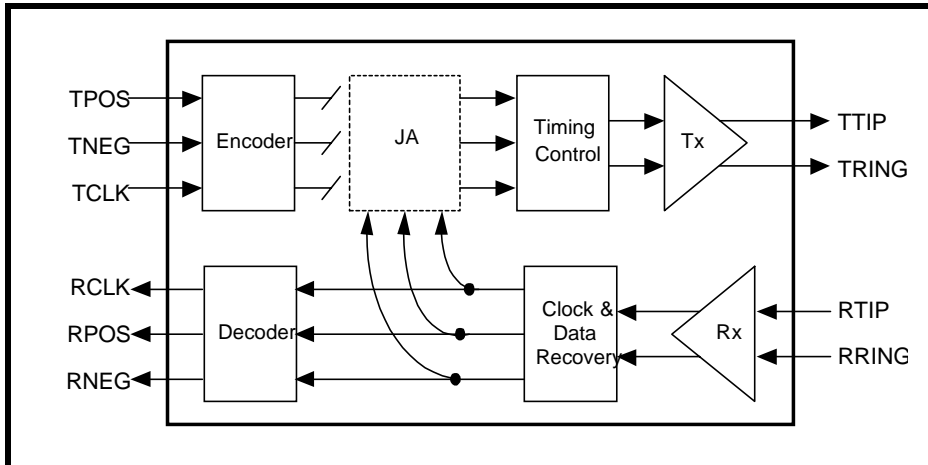 TPOS
TNEG
TCLK
Encoder
JA
Timing
Control
Tx
TTIP
TRING
RCLK
RPOS
RNEG
Decoder
Clock &
Data
Recovery
Rx
RTIP
RRING